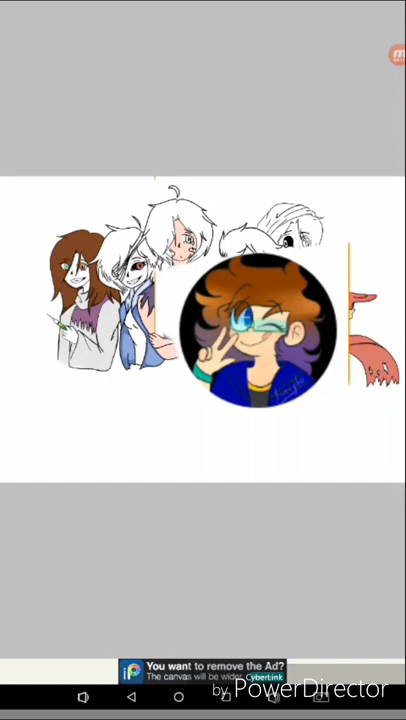 You want to remove the Ad?
The canvas will be wider. CyberLink
by PowerDirector